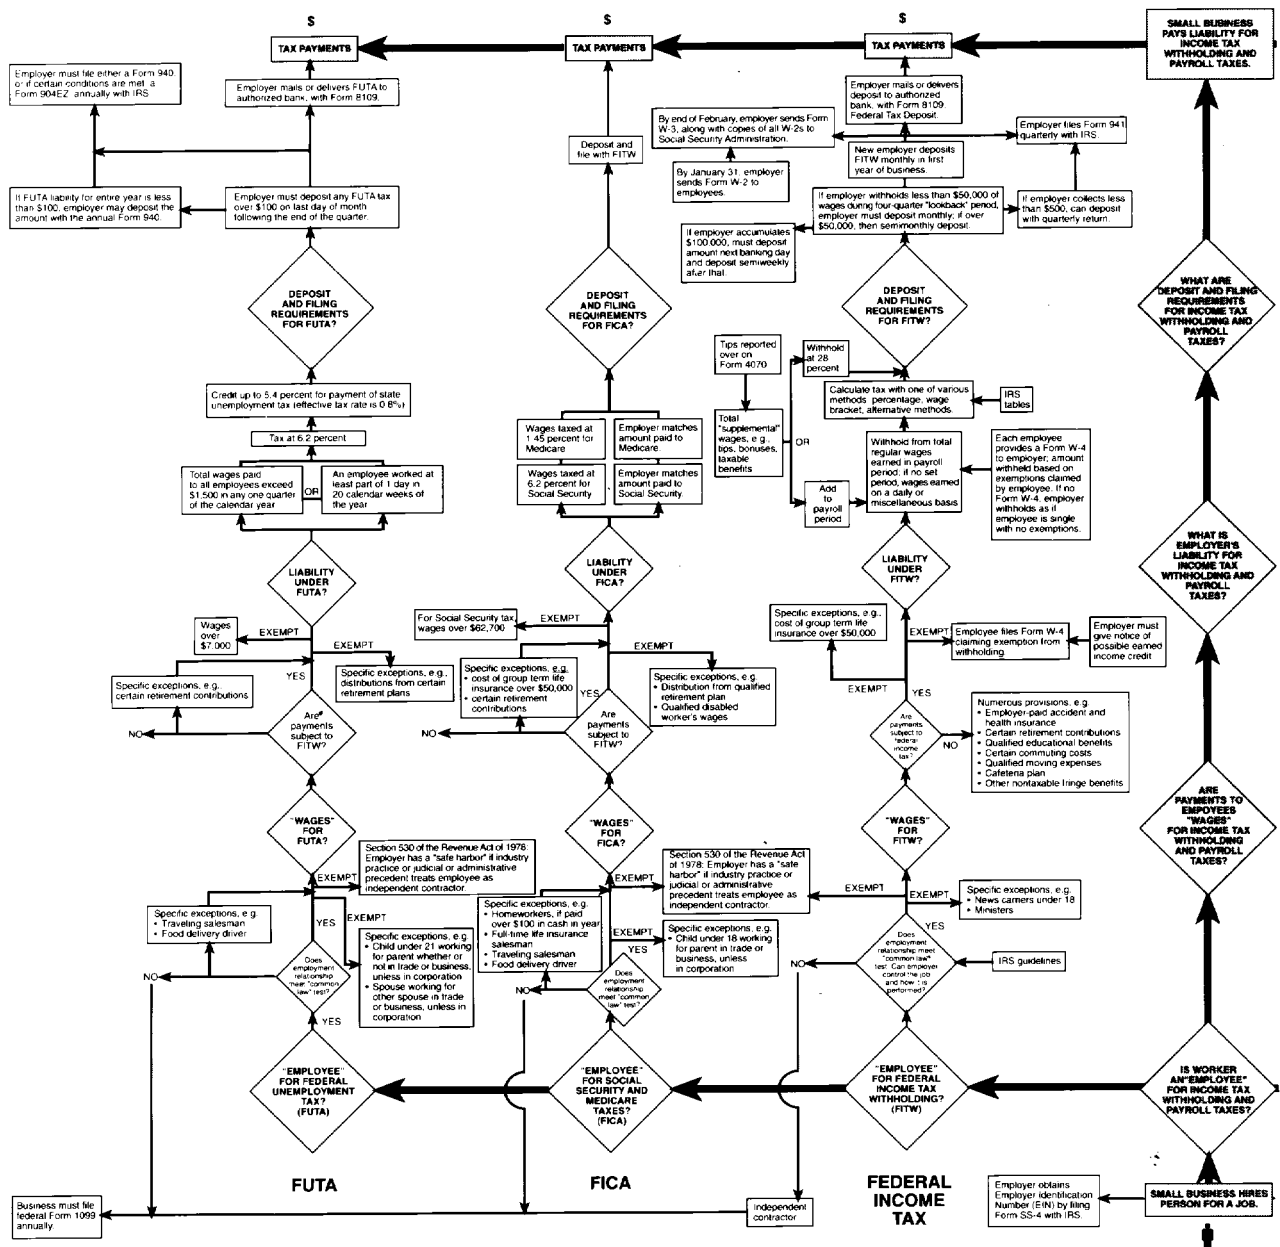 $
$
$
TAX PAYMENTS
TAX PAYMENTS
TAX PAYMENTS
SMALL BUSINESS
PAYS LIABILITY FOR
INCOME TAX
WITHHOLDING AND
PAYROLL TAXES.
Employer must file either a Form 940,
or if certain conditions are met, a
Form 904EZ, annually with IRS.
Employer mails or delivers FUTA to
authorized bank, with Form 8109.
If FUTA liability for entire year is less
than $100, employer may deposit the
amount with the annual Form 940.
Employer must deposit any FUTA tax
over $100 on last day of month
following the end of the quarter.
DEPOSIT
AND FILING
REQUIREMENTS
FOR FUTA?
Credit up to 5.4 percent for payment of state
unemployment tax (effective tax rate is 0.8%)
Tax at 6.2 percent
Total wages paid
to all employees exceed
$1,500 in any one quarter
of the calendar year
OR
An employee worked at
least part of 1 day in
20 calendar weeks of
the year
LIABILITY
UNDER
FUTA?
Wages
over
$7,000
EXEMPT
EXEMPT
Specific exceptions, e.g.,
certain retirement contributions
YES
Specific exceptions, e.g.,
distributions from certain
retirement plans
NO
Are
payments
subject to
FITW?
"WAGES"
FOR
FUTA?
Section 530 of the Revenue Act of 1978:
Employer has a "safe harbor" if industry
practice or judicial or administrative
precedent treats employee as
independent contractor.
EXEMPT
Specific exceptions, e.g.
• Traveling salesman
• Food delivery driver
YES
EXEMPT
Specific exceptions, e.g.
• Child under 21 working
for parent whether or
not in trade or business,
unless in corporation
• Spouse working for
other spouse in trade
or business, unless in
corporation
NO
Does
employment
relationship
meet "common
law" test?
YES
"EMPLOYEE"
FOR FEDERAL
UNEMPLOYMENT
TAX?
(FUTA)
FUTA
Business must file
federal Form 1099
annually.
Deposit and
file with FITW
DEPOSIT
AND FILING
REQUIREMENTS
FOR FICA?
Wages taxed at
1.45 percent for
Medicare
Employer matches
amount paid to
Medicare.
Wages taxed at
6.2 percent for
Social Security
Employer matches
amount paid to
Social Security.
LIABILITY
UNDER
FICA?
For Social Security tax,
wages over $62,700
EXEMPT
EXEMPT
Specific exceptions, e.g.
• cost of group term life
insurance over $50,000
• certain retirement
contributions
YES
Specific exceptions, e.g.:
• Distribution from qualified
retirement plan
• Qualified disabled
worker's wages
NO
Are
payments
subject to
FITW?
"WAGES"
FOR
FICA?
Section 530 of the Revenue Act
of 1978: Employer has a "safe
harbor" if industry practice or
judicial or administrative
precedent treats employee as
independent contractor.
EXEMPT
Specific exceptions, e.g.
• Homeworkers, if paid
over $100 in cash in year
• Full-time life insurance
salesman
• Traveling salesman
• Food delivery driver
EXEMPT
YES
Specific exceptions, e.g.
• Child under 18 working
for parent in trade or
business, unless
in corporation
NO
Does
employment
relationship
meet "common
law" test?
"EMPLOYEE"
FOR SOCIAL
SECURITY AND
MEDICARE
TAXES?
(FICA)
FICA
Employer mails or delivers
deposit to authorized
bank, with Form 8109.
Federal Tax Deposit.
By end of February, employer sends Form
W-3, along with copies of all W-2s to
Social Security Administration.
Employer files Form 941
quarterly with IRS.
New employer deposits
FITW monthly in first
year of business.
By January 31, employer
sends Form W-2 to
employees.
If employer withholds less than $50,000 of
wages during four-quarter "lookback" period,
employer must deposit monthly; if over
$50,000, then semimonthly deposit.
If employer collects less
than $500, can deposit
with quarterly return.
If employer accumulates
$100,000, must deposit
amount next banking day
and deposit semiweekly
after that.
DEPOSIT
AND FILING
REQUIREMENTS
FOR FITW?
Tips reported
over on
Form 4070
Withhold
at 28
percent
Calculate tax with one of various
methods: percentage, wage
bracket, alternative methods.
IRS
tables
Total
"supplemental"
wages, e.g.,
tips, bonuses,
taxable
benefits
OR
Add
to
payroll
period
Withhold from total
regular wages
earned in payroll
period; if no set
period, wages earned
on a daily or
miscellaneous basis
Each employee
provides a Form W-4
to employer; amount
withheld based on
exemptions claimed
by employee. If no
Form W-4, employer
withholds as if
employee is single
with no exemptions.
LIABILITY
UNDER
FITW?
Specific exceptions, e.g.,
cost of group term life
insurance over $50,000
EXEMPT
Employee files Form W-4
claiming exemption from
withholding.
Employer must
give notice of
possible earned
income credit
EXEMPT
YES
Are
payments
subject to
federal
income
tax?
NO
Numerous provisions, e.g.
• Employer-paid accident and
health insurance
• Certain retirement contributions
• Qualified educational benefits
• Certain commuting costs
• Qualified moving expenses
• Cafeteria plan
• Other nontaxable fringe benefits
"WAGES"
FOR
FITW?
EXEMPT
EXEMPT
Specific exceptions, e.g.
• News carriers under 18
• Ministers
YES
NO
Does
employment
relationship meet
"common law"
test? Can employer
control the job
and how it is
performed?
IRS guidelines
"EMPLOYEE"
FOR FEDERAL
INCOME TAX
WITHHOLDING?
(FITW)
FEDERAL
INCOME
TAX
Independent
contractor
WHAT ARE
DEPOSIT AND FILING
REQUIREMENTS
FOR INCOME TAX
WITHHOLDING AND
PAYROLL
TAXES?
WHAT IS
EMPLOYER'S
LIABILITY FOR
INCOME TAX
WITHHOLDING AND
PAYROLL
TAXES?
ARE
PAYMENTS TO
EMPOYEES
"WAGES"
FOR INCOME TAX
WITHHOLDING
AND PAYROLL
TAXES?
IS WORKER
AN "EMPLOYEE"
FOR INCOME TAX
WITHHOLDING AND
PAYROLL TAXES?
Employer obtains
Employer identification
Number (EIN) by filing
Form SS-4 with IRS.
SMALL BUSINESS HIRES
PERSON FOR A JOB.